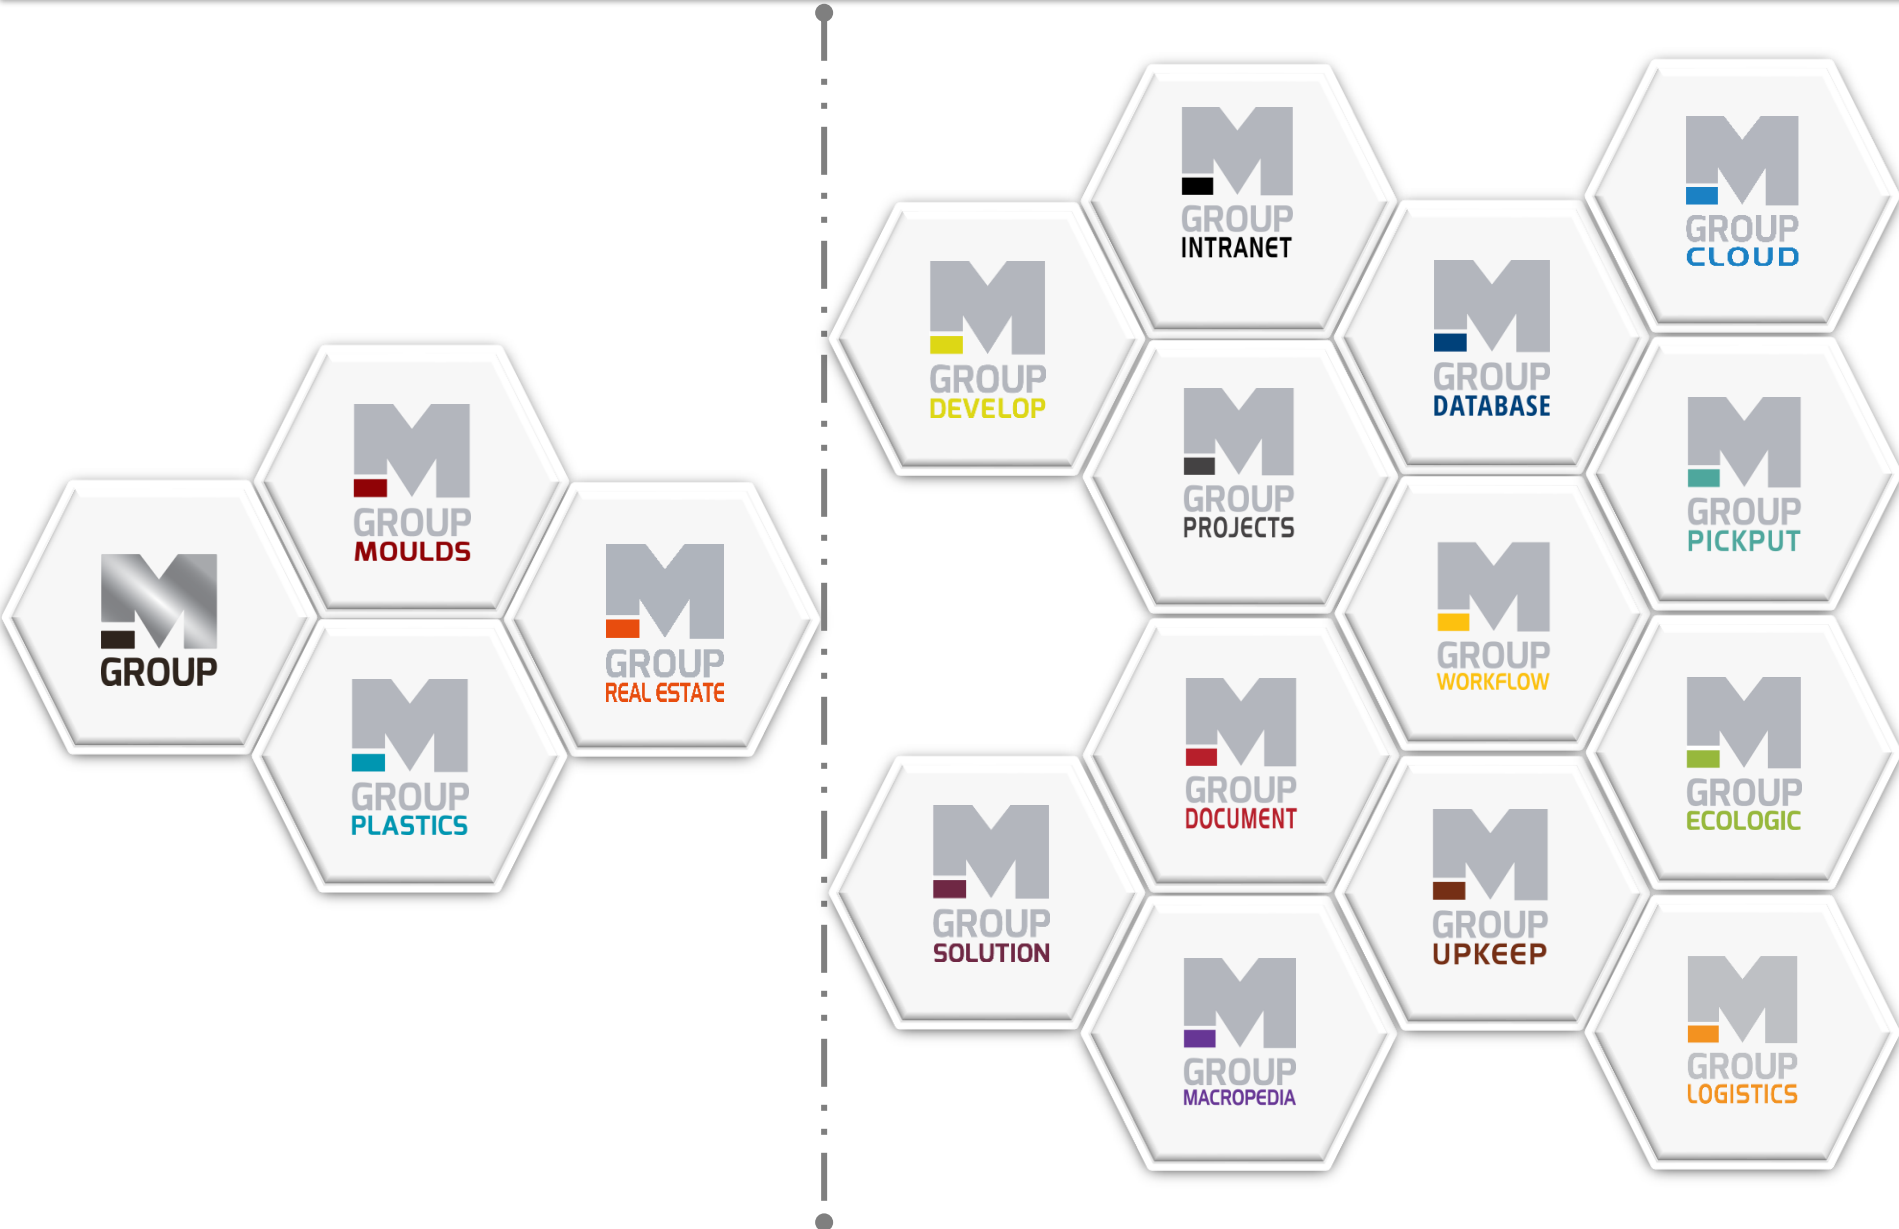 M
GROUP
M
GROUP
MOULDS
M
GROUP
PLASTICS
M
GROUP
REAL ESTATE
M
GROUP
DEVELOP
M
GROUP
SOLUTION
M
GROUP
INTRANET
M
GROUP
PROJECTS
M
GROUP
DOCUMENT
M
GROUP
MACROPEDIA
M
GROUP
DATABASE
M
GROUP
WORKFLOW
M
GROUP
UPKEEP
M
GROUP
CLOUD
M
GROUP
PICKPUT
M
GROUP
ECOLOGIC
M
GROUP
LOGISTICS